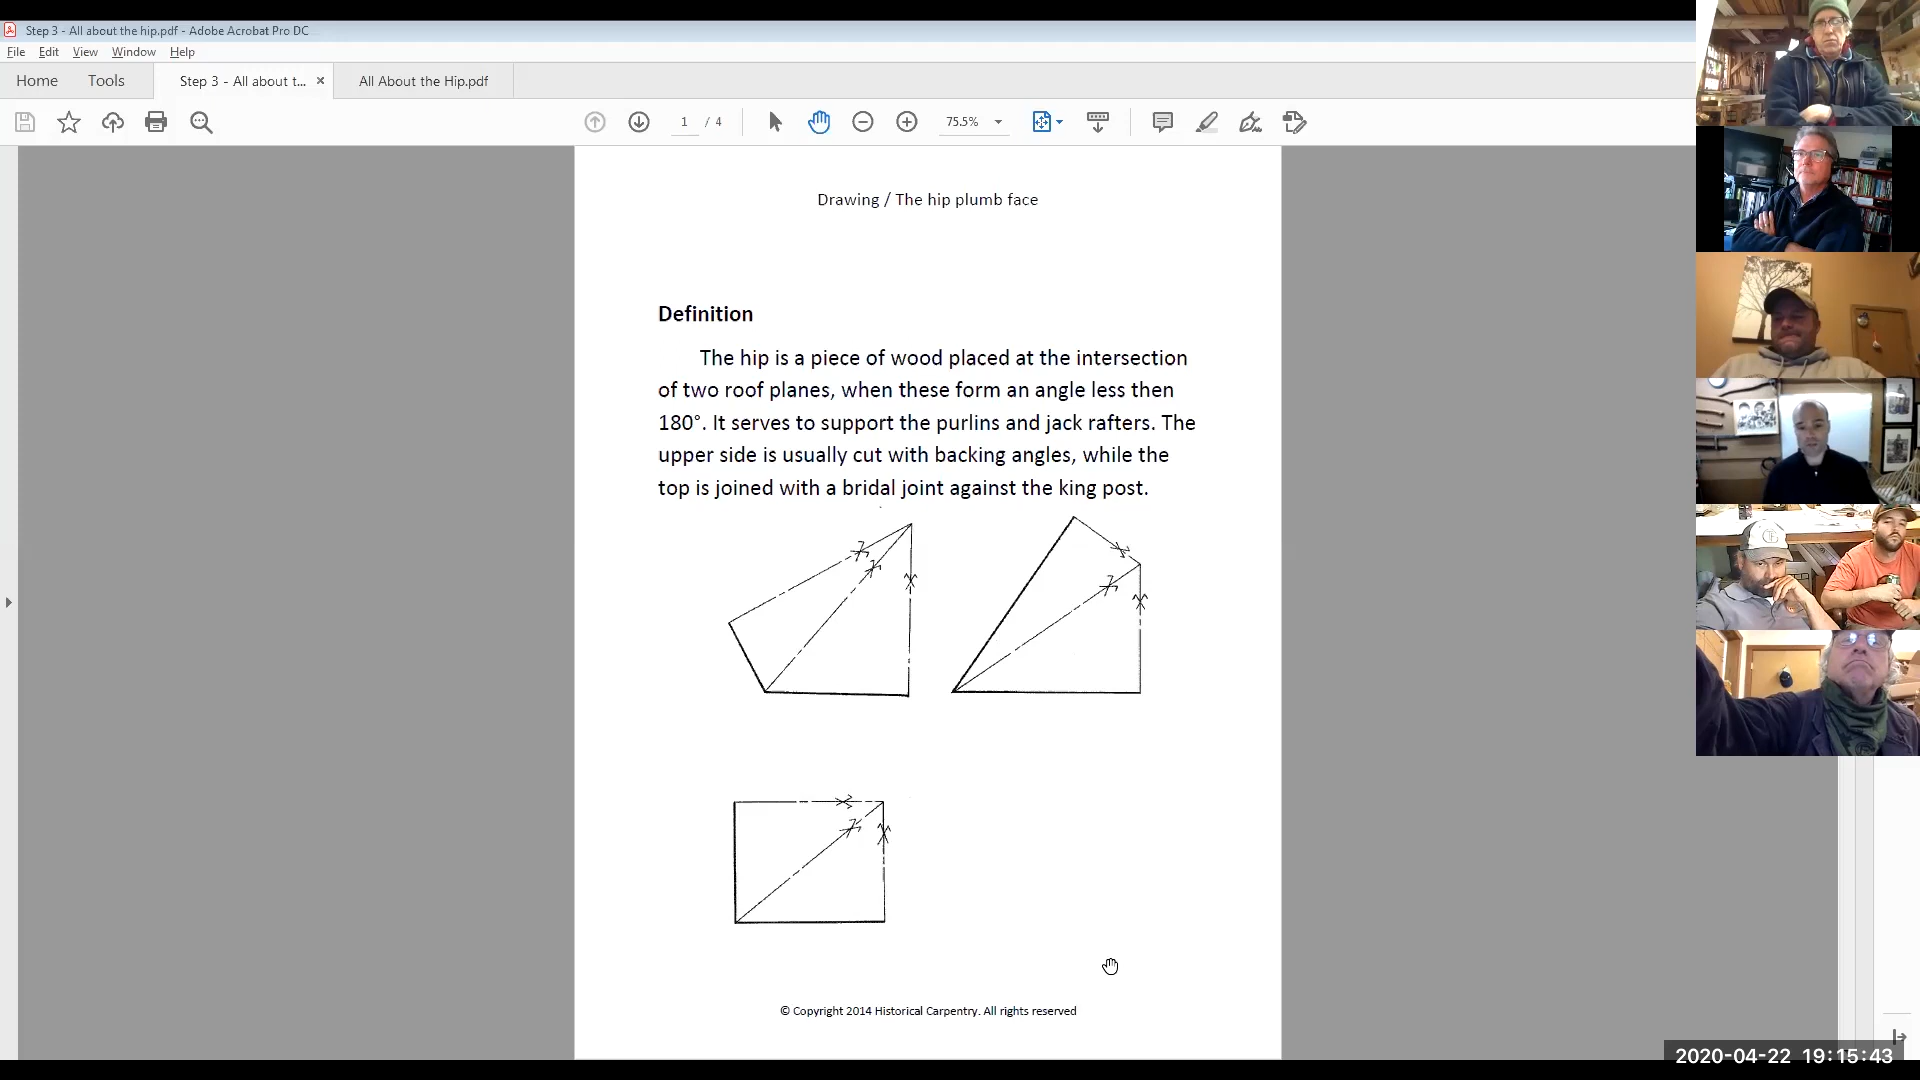 Step 3 - All about the hip.pdf - Adobe Acrobat Pro DC
File Edit View Window Help
Home Tools Step 3 - All about t... × All About the Hip.pdf
1 / 4 75.5%
Drawing / The hip plumb face
Definition
The hip is a piece of wood placed at the intersection
of two roof planes, when these form an angle less then
180°. It serves to support the purlins and jack rafters. The
upper side is usually cut with backing angles, while the
top is joined with a bridal joint against the king post.
© Copyright 2014 Historical Carpentry. All rights reserved
2020-04-22 19:15:43